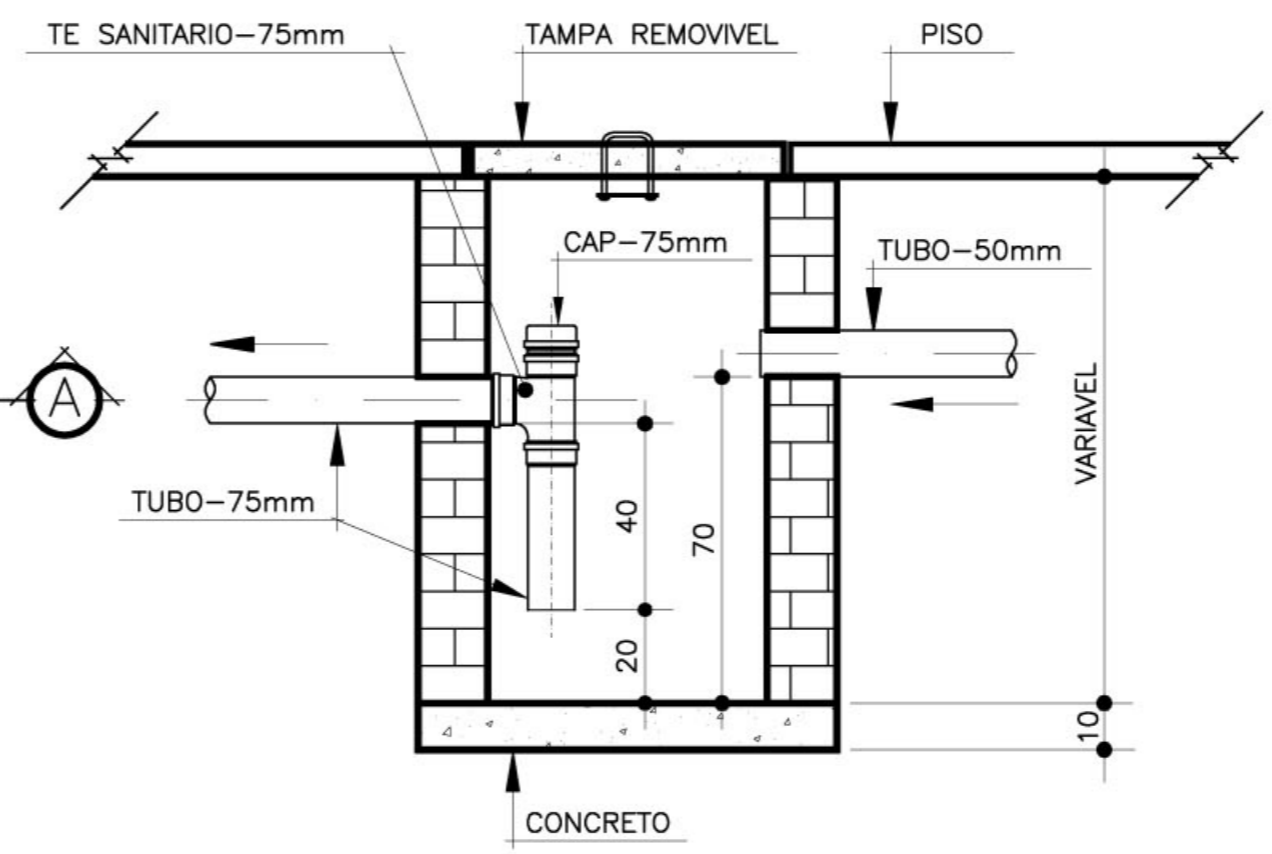 TE SANITARIO-75mm
TAMPA REMOVIVEL
PISO
CAP-75mm
TUBO-50mm
A
VARIAVEL
TUBO-75mm
40
70
20
10
CONCRETO